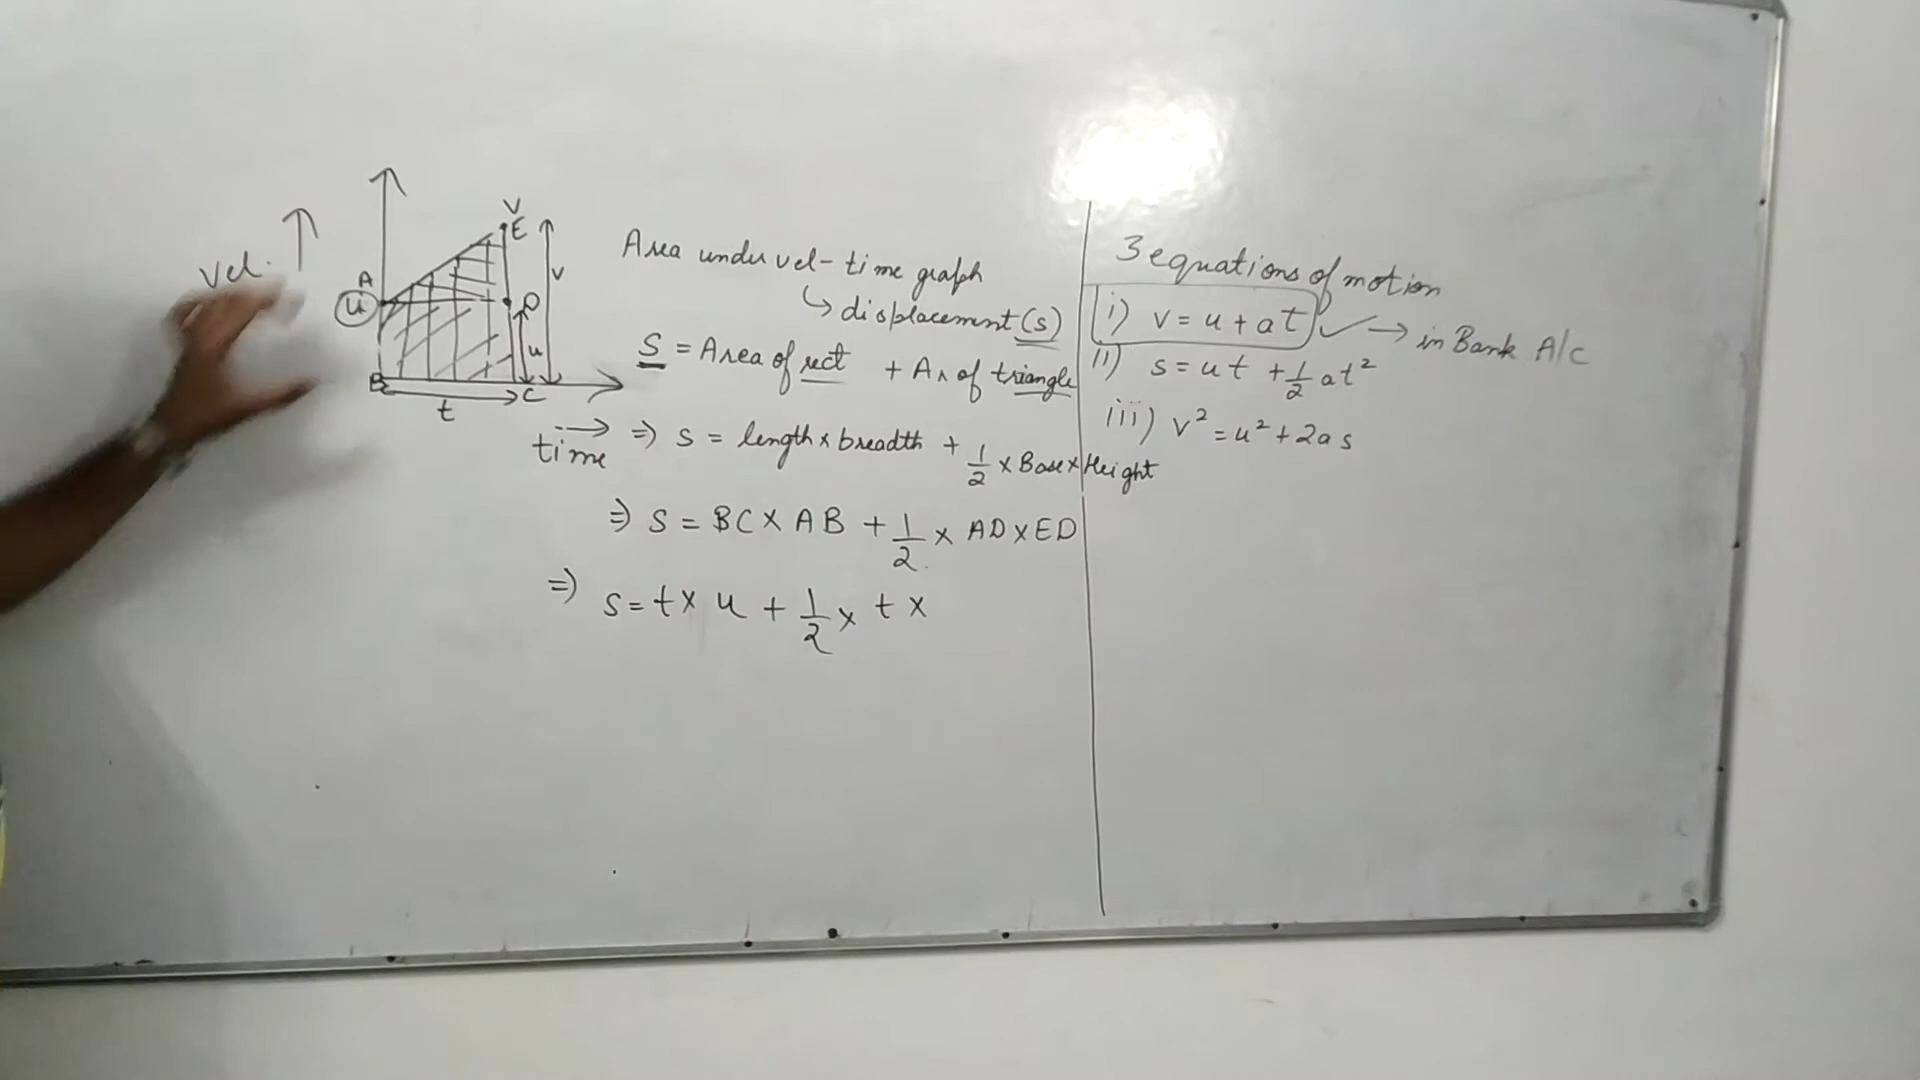 vel.
A
u
B
t
C
D
E
V
v
u
time
Area under vel-time graph
↳ displacement (s)
S = Area of rect + Ar of triangle
⇒ s = length × breadth + 1/2 × Base × Height
⇒ S = BC × AB + 1/2 × AD × ED
⇒ S = t × u + 1/2 × t ×
3 equations of motion
i) v = u + at ✓ → in Bank A/c
ii) s = ut + 1/2 at²
iii) v² = u² + 2as